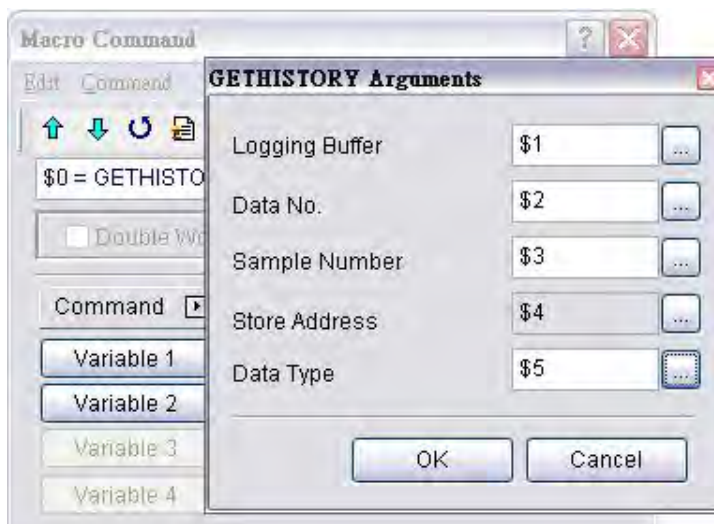 Macro Command
Edit Command
$0 = GETHISTO
Double Wo
Command
Variable 1
Variable 2
Variable 3
Variable 4
GETHISTORY Arguments
Logging Buffer $1 ...
Data No. $2 ...
Sample Number $3 ...
Store Address $4 ...
Data Type $5 ...
OK Cancel